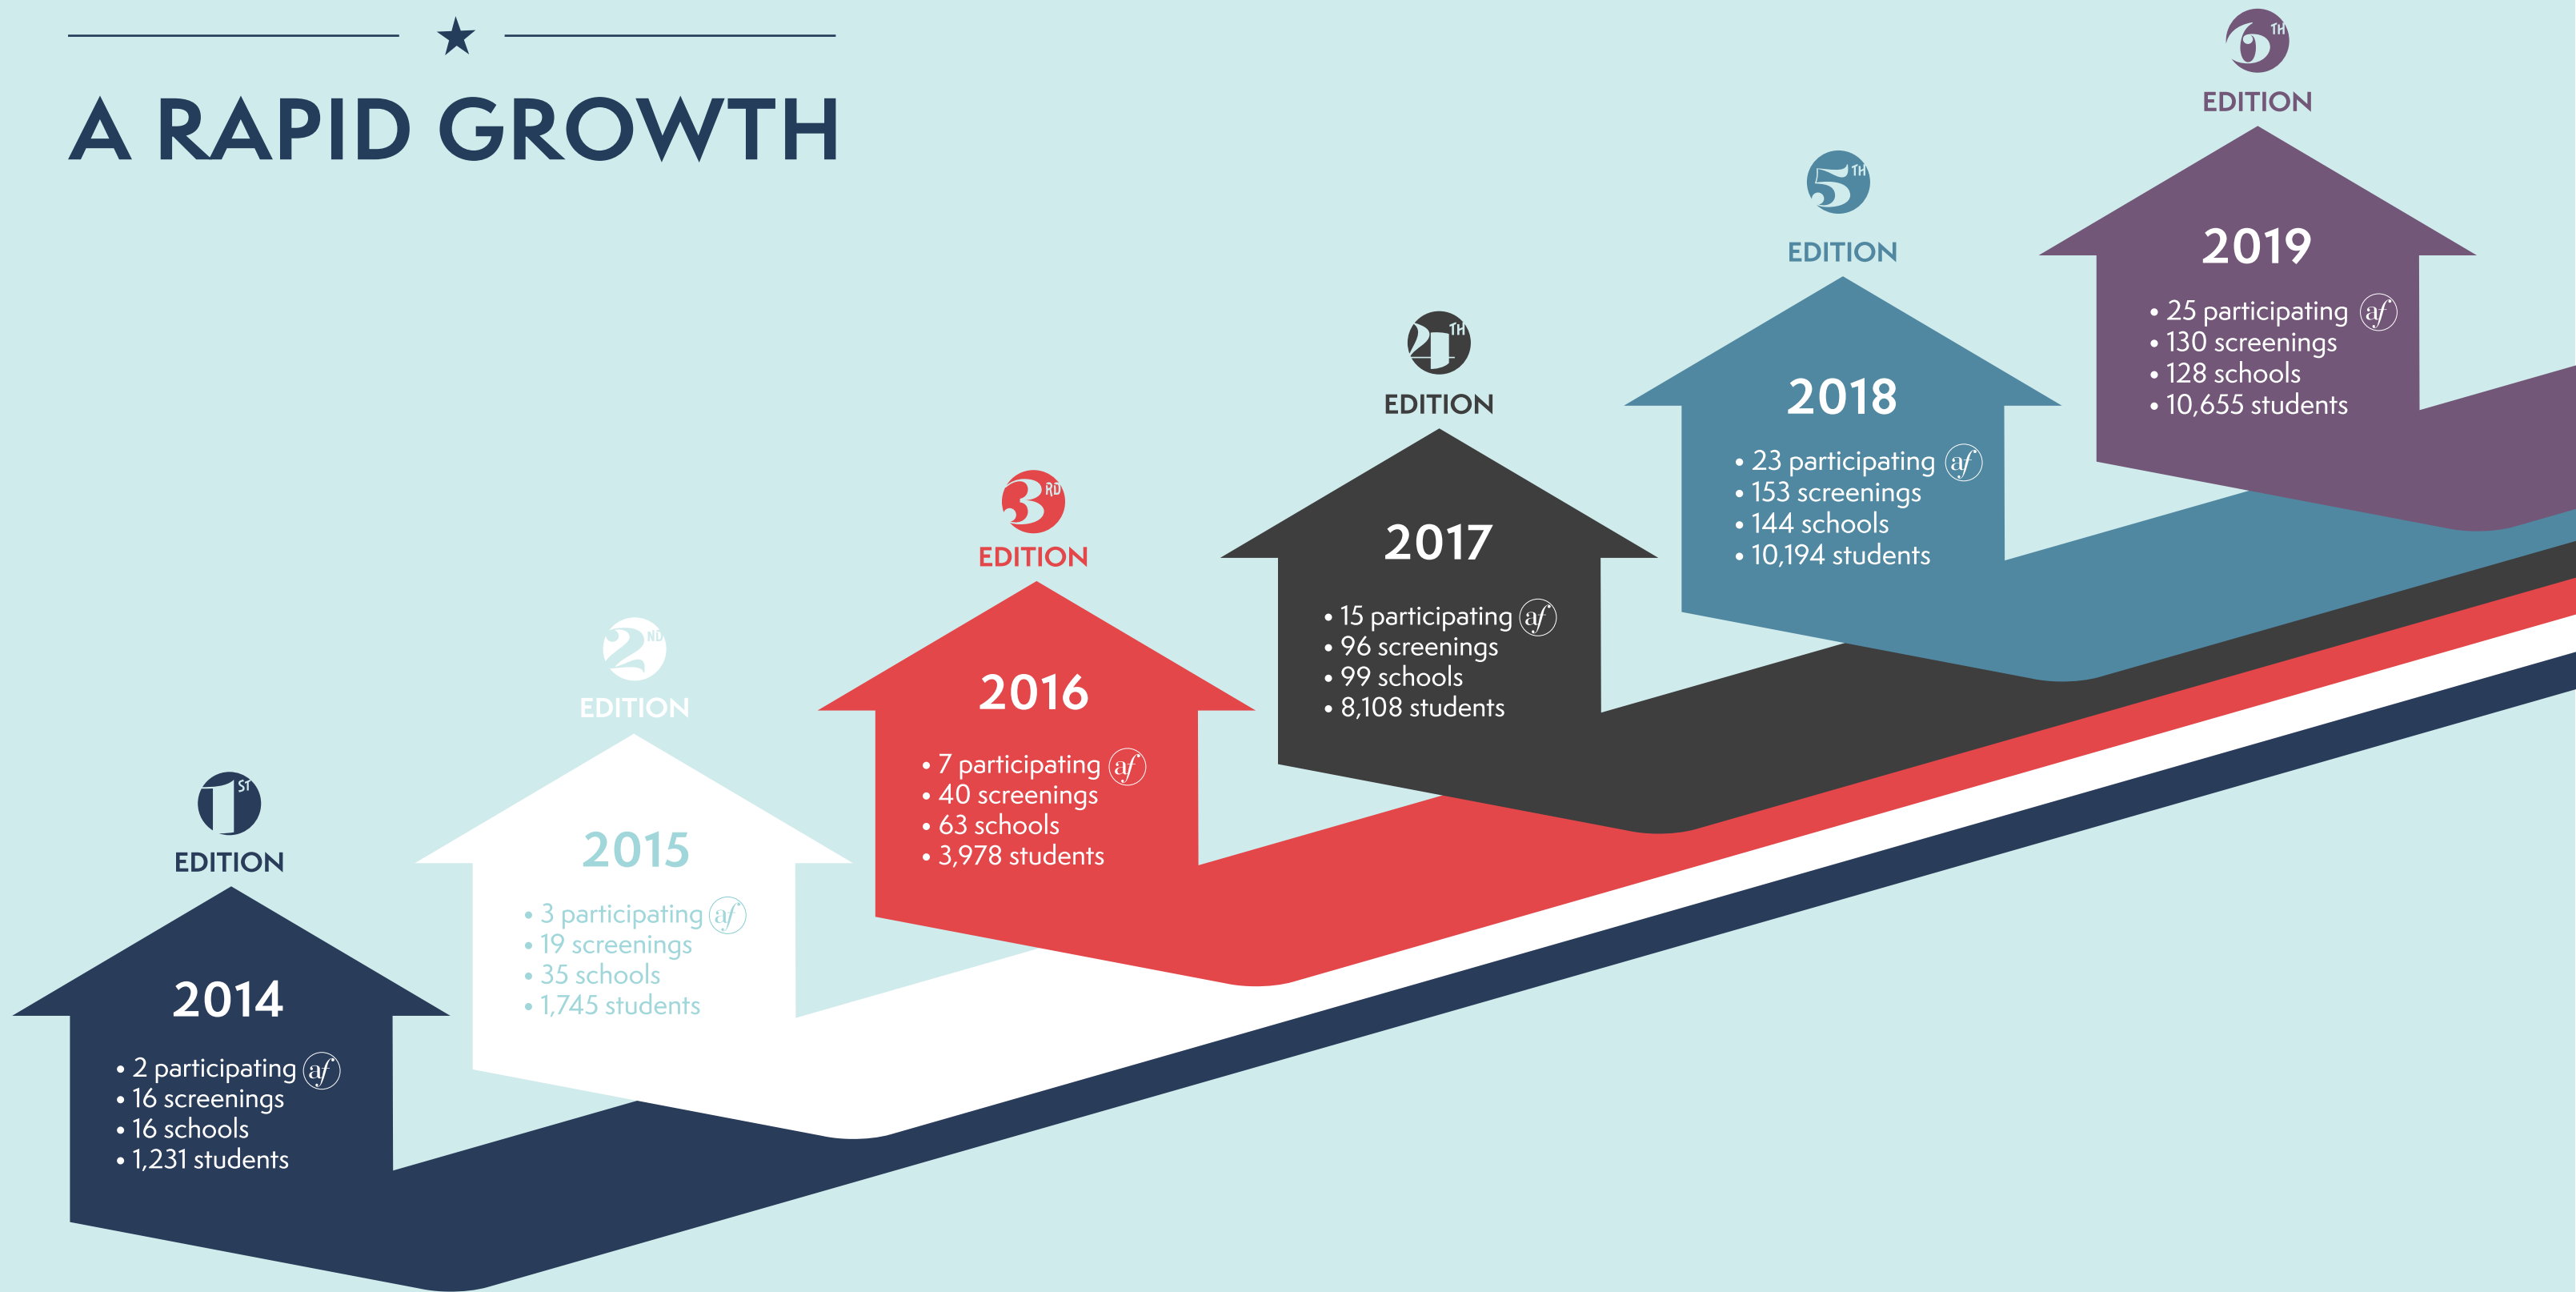 A RAPID GROWTH
1ST
EDITION
2014
• 2 participating af
• 16 screenings
• 16 schools
• 1,231 students
2ND
EDITION
2015
• 3 participating af
• 19 screenings
• 35 schools
• 1,745 students
3RD
EDITION
2016
• 7 participating af
• 40 screenings
• 63 schools
• 3,978 students
4TH
EDITION
2017
• 15 participating af
• 96 screenings
• 99 schools
• 8,108 students
5TH
EDITION
2018
• 23 participating af
• 153 screenings
• 144 schools
• 10,194 students
6TH
EDITION
2019
• 25 participating af
• 130 screenings
• 128 schools
• 10,655 students